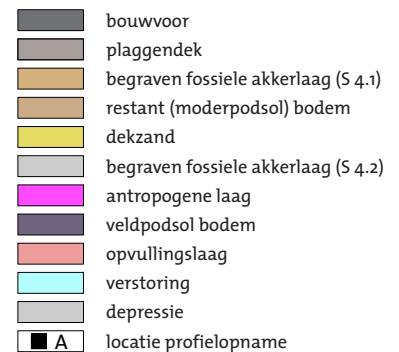 bouwvoor
plaggendek
begraven fossiele akkerlaag (S 4.1)
restant (moderpodsol) bodem
dekzand
begraven fossiele akkerlaag (S 4.2)
antropogene laag
veldpodsol bodem
opvullingslaag
verstoring
depressie
A locatie profielopname